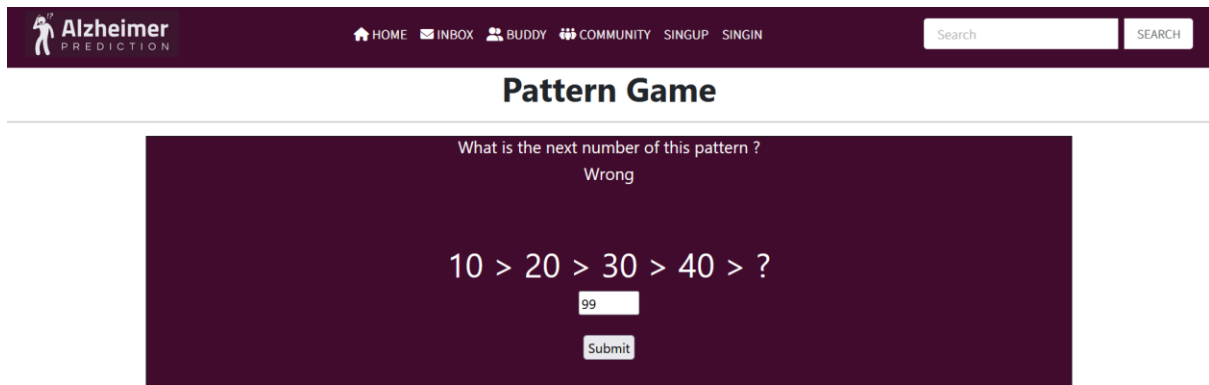 Alzheimer
PREDICTION
HOME INBOX BUDDY COMMUNITY SINGUP SINGIN
Search SEARCH
Pattern Game
What is the next number of this pattern ?
Wrong
10 > 20 > 30 > 40 > ?
99
Submit